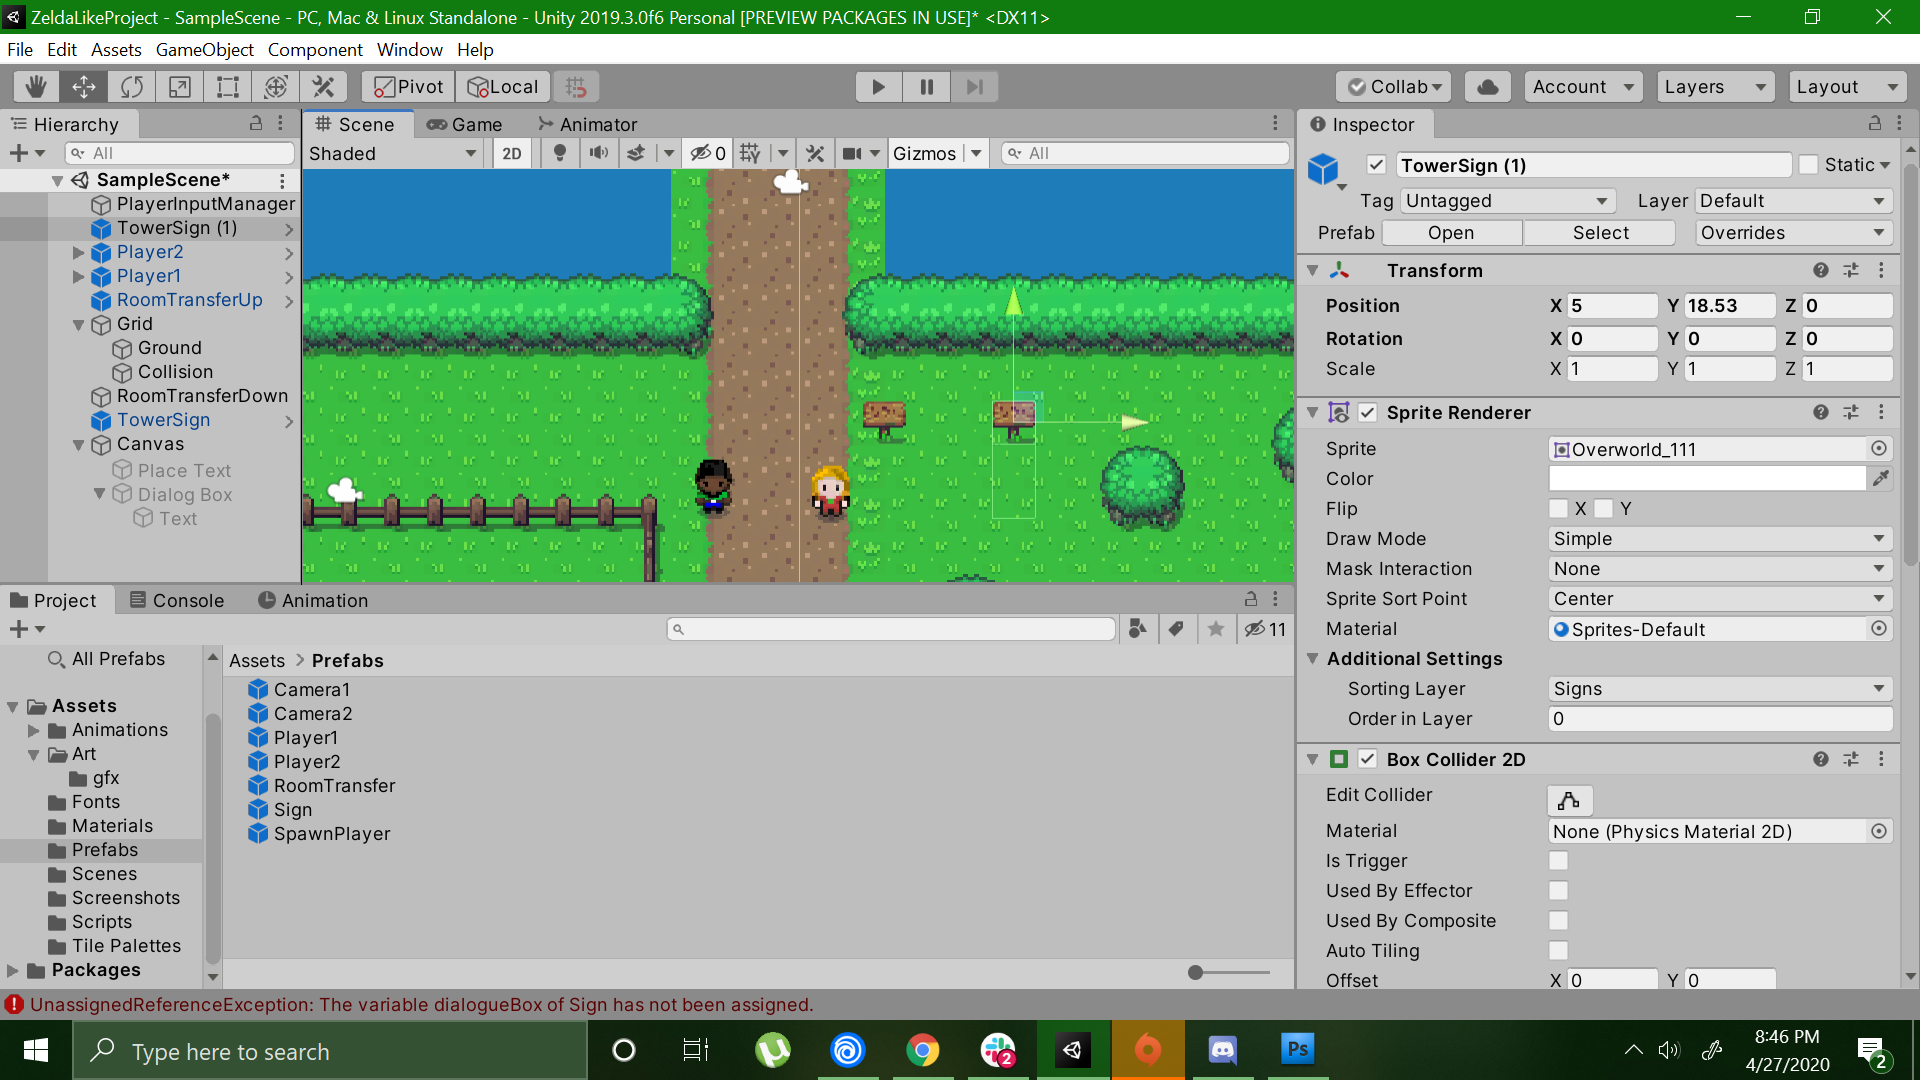 ZeldaLikeProject - SampleScene - PC, Mac & Linux Standalone - Unity 2019.3.0f6 Personal [PREVIEW PACKAGES IN USE]* <DX11>
File Edit Assets GameObject Component Window Help
Pivot Local Collab Account Layers Layout
Hierarchy
All
SampleScene*
PlayerInputManager
TowerSign (1)
Player2
Player1
RoomTransferUp
Grid
Ground
Collision
RoomTransferDown
TowerSign
Canvas
Place Text
Dialog Box
Text
Scene Game Animator
Shaded 2D 0 Gizmos All
Inspector
TowerSign (1) Static
Tag Untagged Layer Default
Prefab Open Select Overrides
Transform
Position X 5 Y 18.53 Z 0
Rotation X 0 Y 0 Z 0
Scale X 1 Y 1 Z 1
Sprite Renderer
Sprite Overworld_111
Color
Flip X Y
Draw Mode Simple
Mask Interaction None
Sprite Sort Point Center
Material Sprites-Default
Additional Settings
Sorting Layer Signs
Order in Layer 0
Box Collider 2D
Edit Collider
Material None (Physics Material 2D)
Is Trigger
Used By Effector
Used By Composite
Auto Tiling
Offset X 0 Y 0
Project Console Animation
11
All Prefabs
Assets
Animations
Art
gfx
Fonts
Materials
Prefabs
Scenes
Screenshots
Scripts
Tile Palettes
Packages
Assets > Prefabs
Camera1
Camera2
Player1
Player2
RoomTransfer
Sign
SpawnPlayer
UnassignedReferenceException: The variable dialogueBox of Sign has not been assigned.
Type here to search
2
Ps
8:46 PM
4/27/2020
2